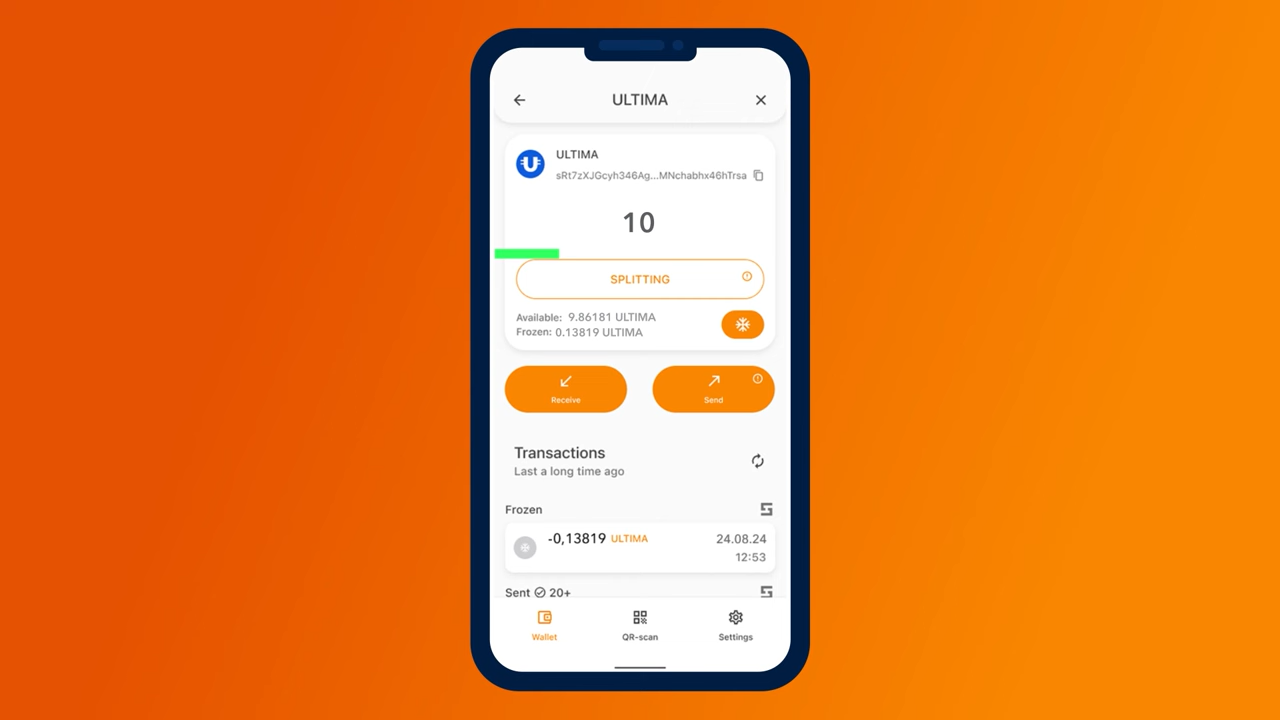 ULTIMA
ULTIMA
sRt7zXJGcyh346Ag...MNchabhx46hTrsa
10
SPLITTING
Available: 9.86181 ULTIMA
Frozen: 0.13819 ULTIMA
Receive
Send
Transactions
Last a long time ago
Frozen
-0,13819 ULTIMA
24.08.24
12:53
Sent 20+
Wallet
QR-scan
Settings